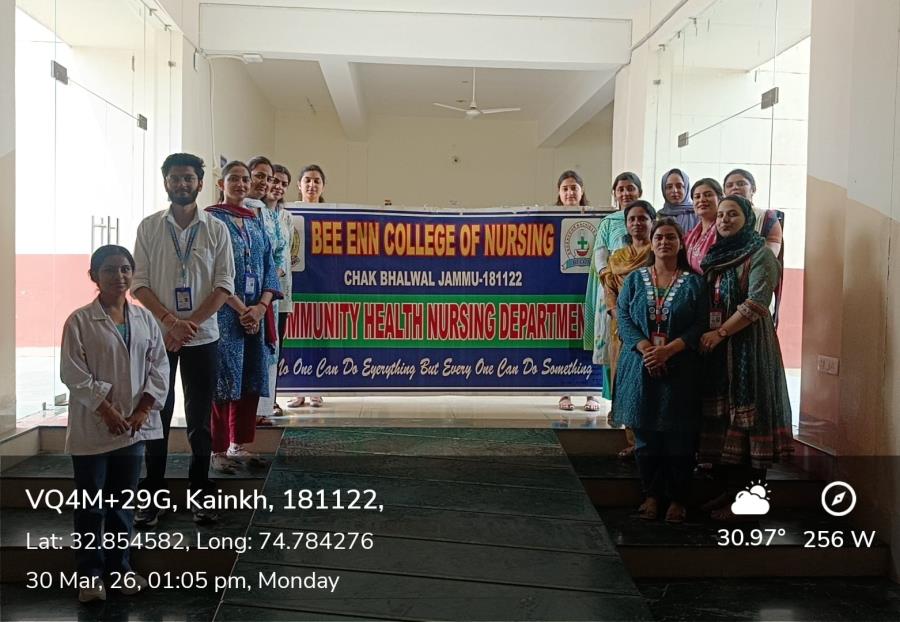 BEE ENN COLLEGE OF NURSING
CHAK BHALWAL JAMMU-181122
MMUNITY HEALTH NURSING DEPARTMEN
No One Can Do Eyerything But Every One Can Do Something
VQ4M+29G, Kainkh, 181122,
Lat: 32.854582, Long: 74.784276
30 Mar, 26, 01:05 pm, Monday
30.97°
256 W